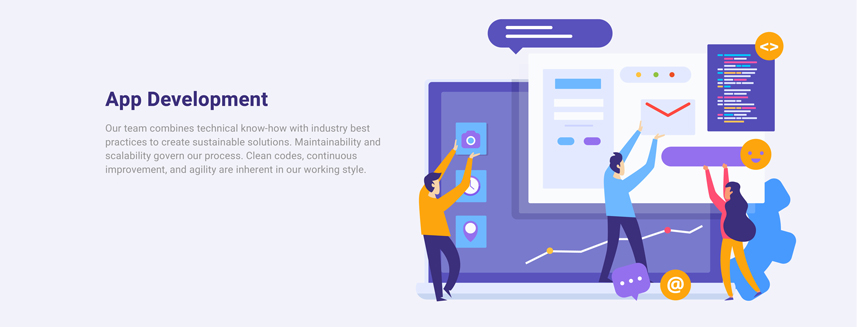 App Development
Our team combines technical know-how with industry best
practices to create sustainable solutions. Maintainability and
scalability govern our process. Clean codes, continuous
improvement, and agility are inherent in our working style.
<>
@